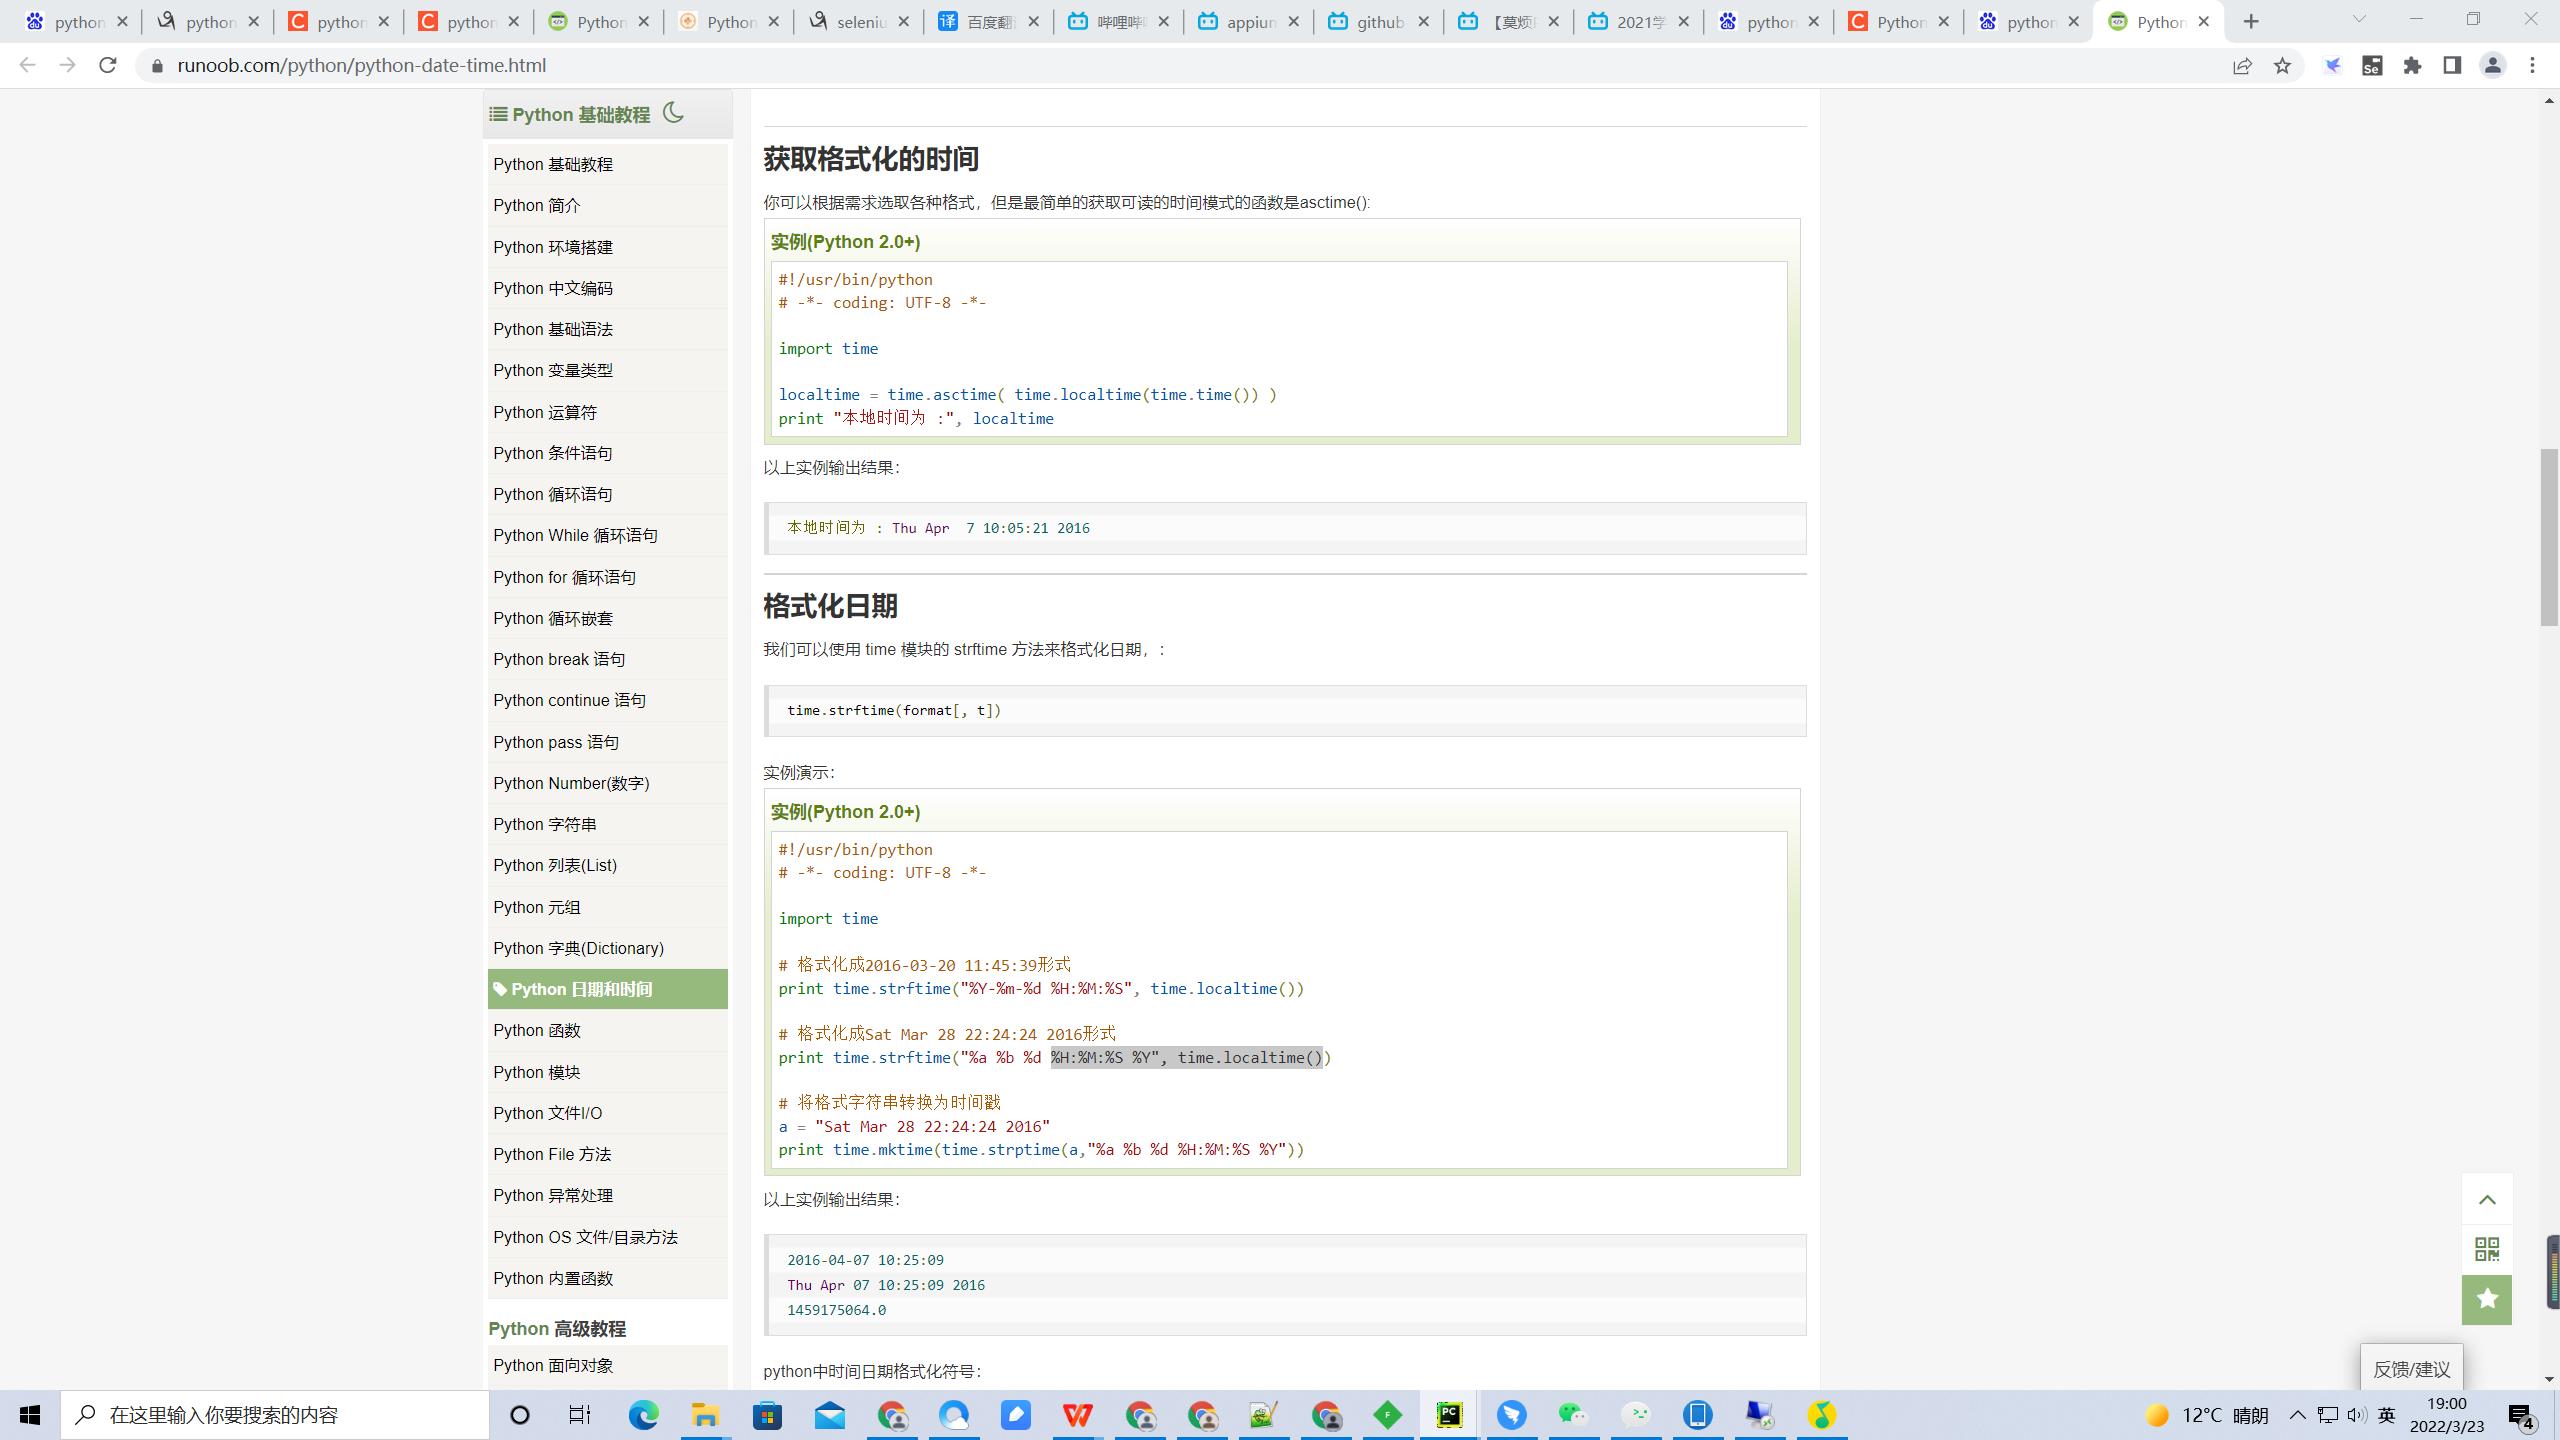 python
python
python
python
Python
Python
seleniu
百度翻
哔哩哔
appium
github
【莫烦
2021学
python
Python
python
Python
runoob.com/python/python-date-time.html
Python 基础教程
Python 基础教程
Python 简介
Python 环境搭建
Python 中文编码
Python 基础语法
Python 变量类型
Python 运算符
Python 条件语句
Python 循环语句
Python While 循环语句
Python for 循环语句
Python 循环嵌套
Python break 语句
Python continue 语句
Python pass 语句
Python Number(数字)
Python 字符串
Python 列表(List)
Python 元组
Python 字典(Dictionary)
Python 日期和时间
Python 函数
Python 模块
Python 文件I/O
Python File 方法
Python 异常处理
Python OS 文件/目录方法
Python 内置函数
Python 高级教程
Python 面向对象
获取格式化的时间
你可以根据需求选取各种格式，但是最简单的获取可读的时间模式的函数是asctime():
实例(Python 2.0+)
#!/usr/bin/python
# -*- coding: UTF-8 -*-
import time
localtime = time.asctime( time.localtime(time.time()) )
print "本地时间为 :", localtime
以上实例输出结果：
本地时间为 : Thu Apr  7 10:05:21 2016
格式化日期
我们可以使用 time 模块的 strftime 方法来格式化日期，：
time.strftime(format[, t])
实例演示：
实例(Python 2.0+)
#!/usr/bin/python
# -*- coding: UTF-8 -*-
import time
# 格式化成2016-03-20 11:45:39形式
print time.strftime("%Y-%m-%d %H:%M:%S", time.localtime())
# 格式化成Sat Mar 28 22:24:24 2016形式
print time.strftime("%a %b %d %H:%M:%S %Y", time.localtime())
# 将格式字符串转换为时间戳
a = "Sat Mar 28 22:24:24 2016"
print time.mktime(time.strptime(a,"%a %b %d %H:%M:%S %Y"))
以上实例输出结果：
2016-04-07 10:25:09
Thu Apr 07 10:25:09 2016
1459175064.0
python中时间日期格式化符号：
反馈/建议
在这里输入你要搜索的内容
12°C 晴朗
英
19:00
2022/3/23
4